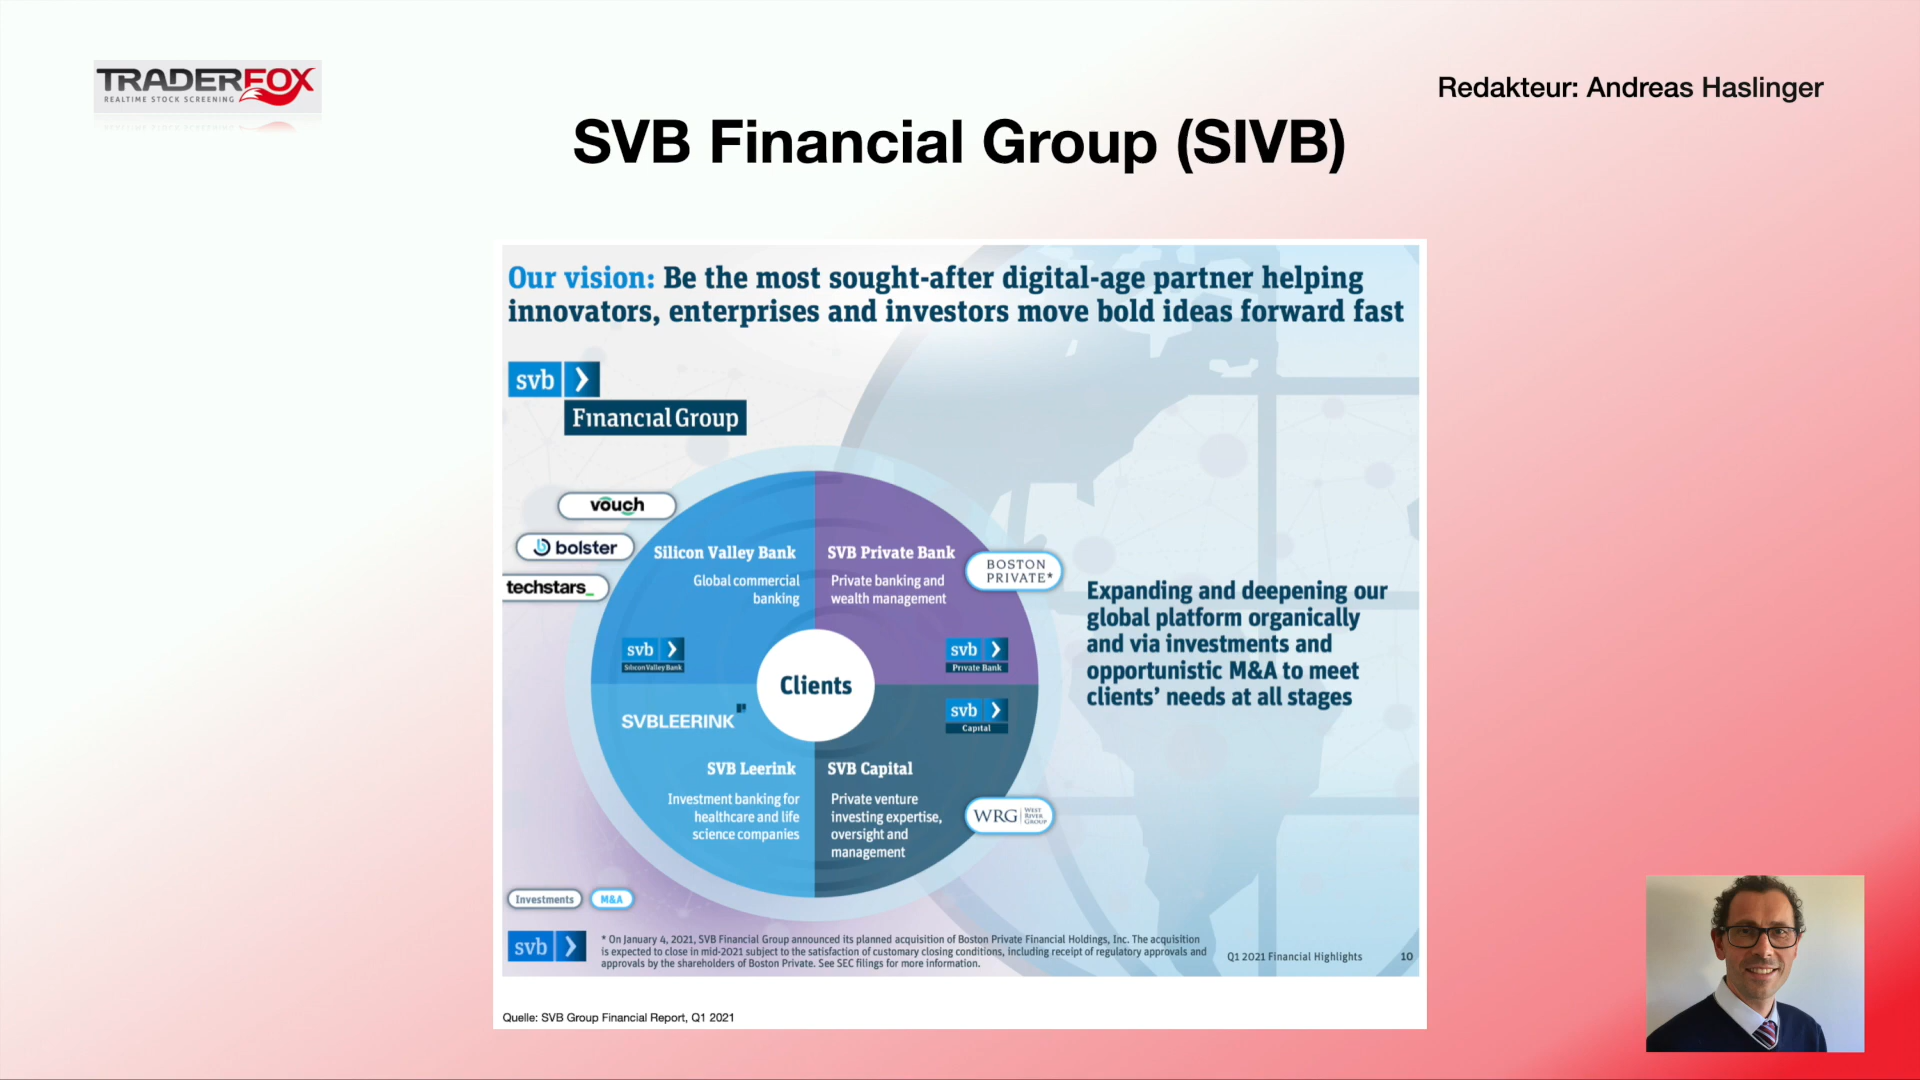 TRADERFOX
REALTIME STOCK SCREENING
Redakteur: Andreas Haslinger
SVB Financial Group (SIVB)
Our vision: Be the most sought-after digital-age partner helping
innovators, enterprises and investors move bold ideas forward fast
svb
Financial Group
vouch
bolster
techstars_
Silicon Valley Bank
Global commercial
banking
svb
Silicon Valley Bank
SVB Private Bank
Private banking and
wealth management
BOSTON
PRIVATE*
svb
Private Bank
Clients
SVBLEERINK
SVB Leerink
Investment banking for
healthcare and life
science companies
svb
Capital
SVB Capital
Private venture
investing expertise,
oversight and
management
WRG WEST
RIVER
GROUP
Expanding and deepening our
global platform organically
and via investments and
opportunistic M&A to meet
clients' needs at all stages
Investments
M&A
svb
* On January 4, 2021, SVB Financial Group announced its planned acquisition of Boston Private Financial Holdings, Inc. The acquisition
is expected to close in mid-2021 subject to the satisfaction of customary closing conditions, including receipt of regulatory approvals and
approvals by the shareholders of Boston Private. See SEC filings for more information.
Q1 2021 Financial Highlights
10
Quelle: SVB Group Financial Report, Q1 2021